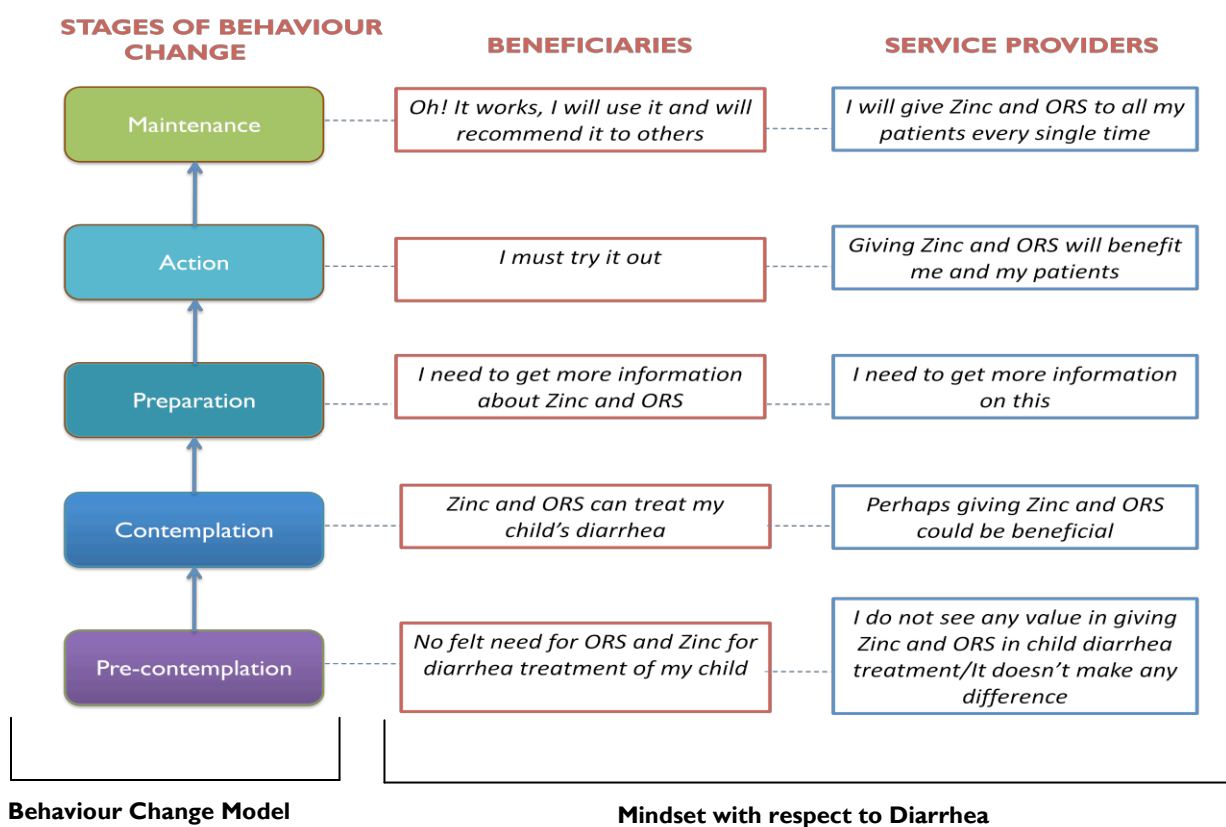 STAGES OF BEHAVIOUR
CHANGE
BENEFICIARIES
SERVICE PROVIDERS
Maintenance
Oh! It works, I will use it and will
recommend it to others
I will give Zinc and ORS to all my
patients every single time
Action
I must try it out
Giving Zinc and ORS will benefit
me and my patients
Preparation
I need to get more information
about Zinc and ORS
I need to get more information
on this
Contemplation
Zinc and ORS can treat my
child’s diarrhea
Perhaps giving Zinc and ORS
could be beneficial
Pre-contemplation
No felt need for ORS and Zinc for
diarrhea treatment of my child
I do not see any value in giving
Zinc and ORS in child diarrhea
treatment/It doesn’t make any
difference
Behaviour Change Model
Mindset with respect to Diarrhea